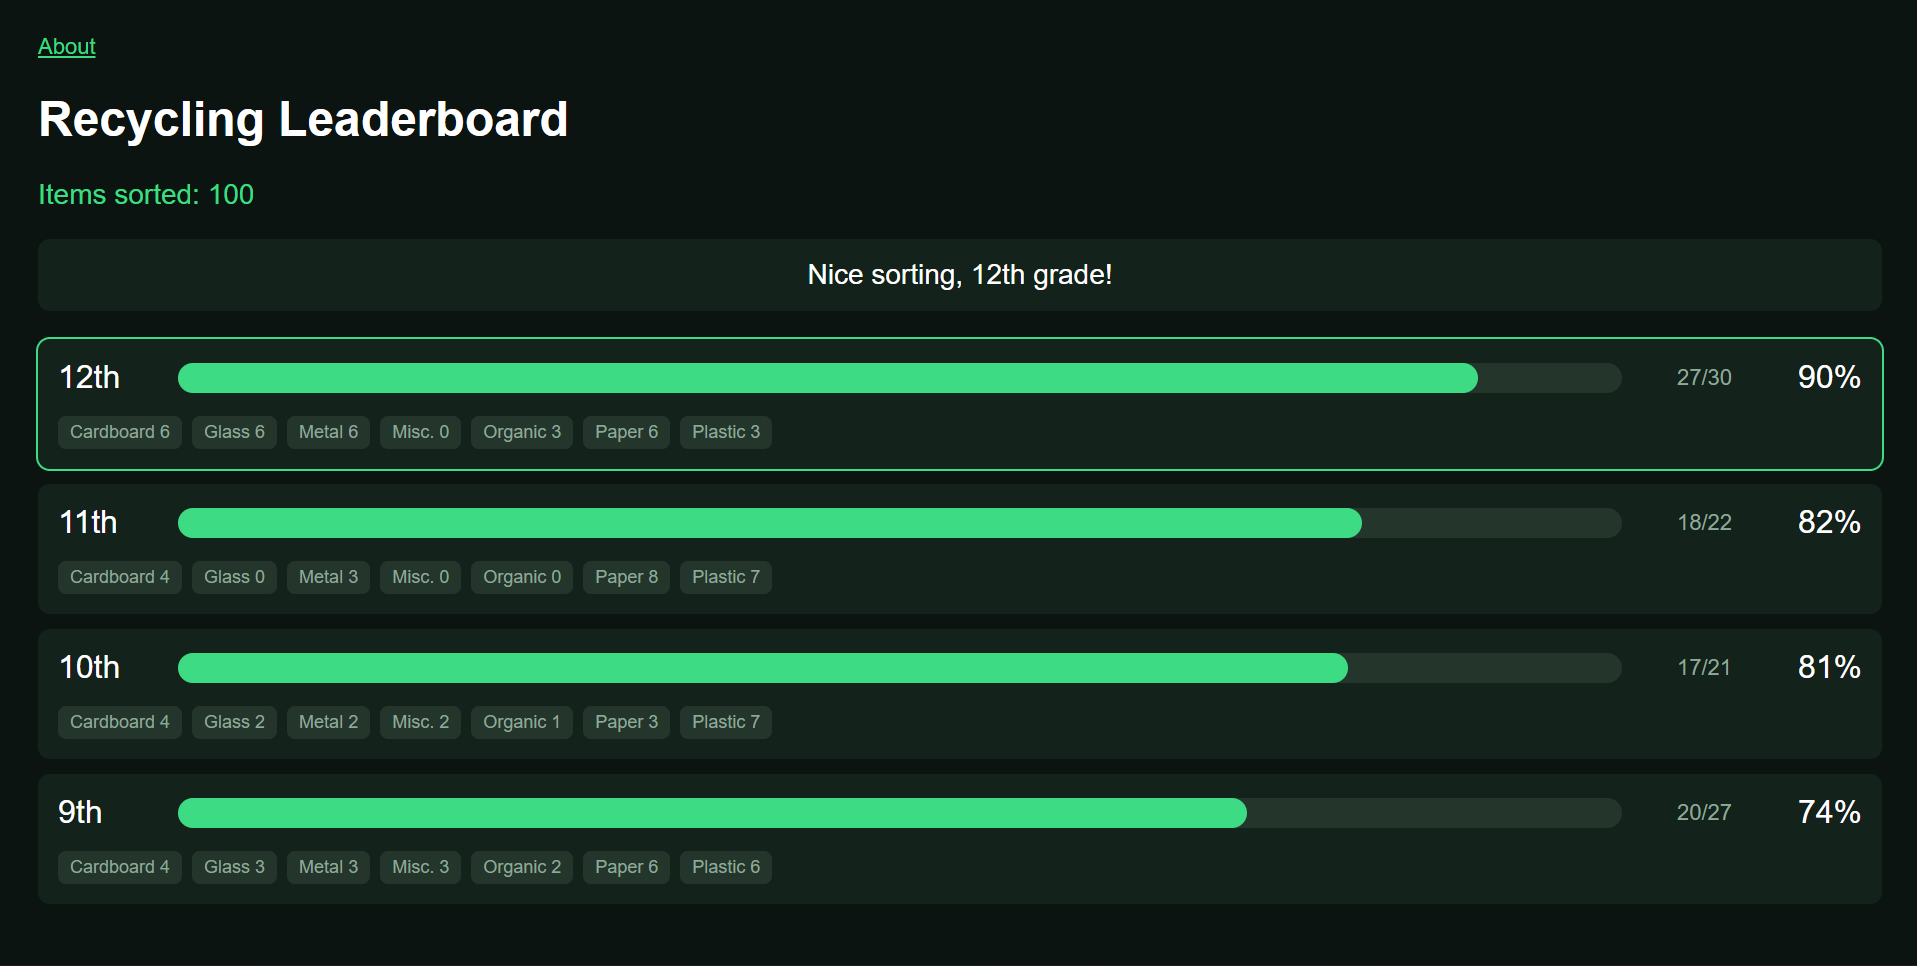 About
Recycling Leaderboard
Items sorted: 100
Nice sorting, 12th grade!
12th 27/30 90%
Cardboard 6 Glass 6 Metal 6 Misc. 0 Organic 3 Paper 6 Plastic 3
11th 18/22 82%
Cardboard 4 Glass 0 Metal 3 Misc. 0 Organic 0 Paper 8 Plastic 7
10th 17/21 81%
Cardboard 4 Glass 2 Metal 2 Misc. 2 Organic 1 Paper 3 Plastic 7
9th 20/27 74%
Cardboard 4 Glass 3 Metal 3 Misc. 3 Organic 2 Paper 6 Plastic 6